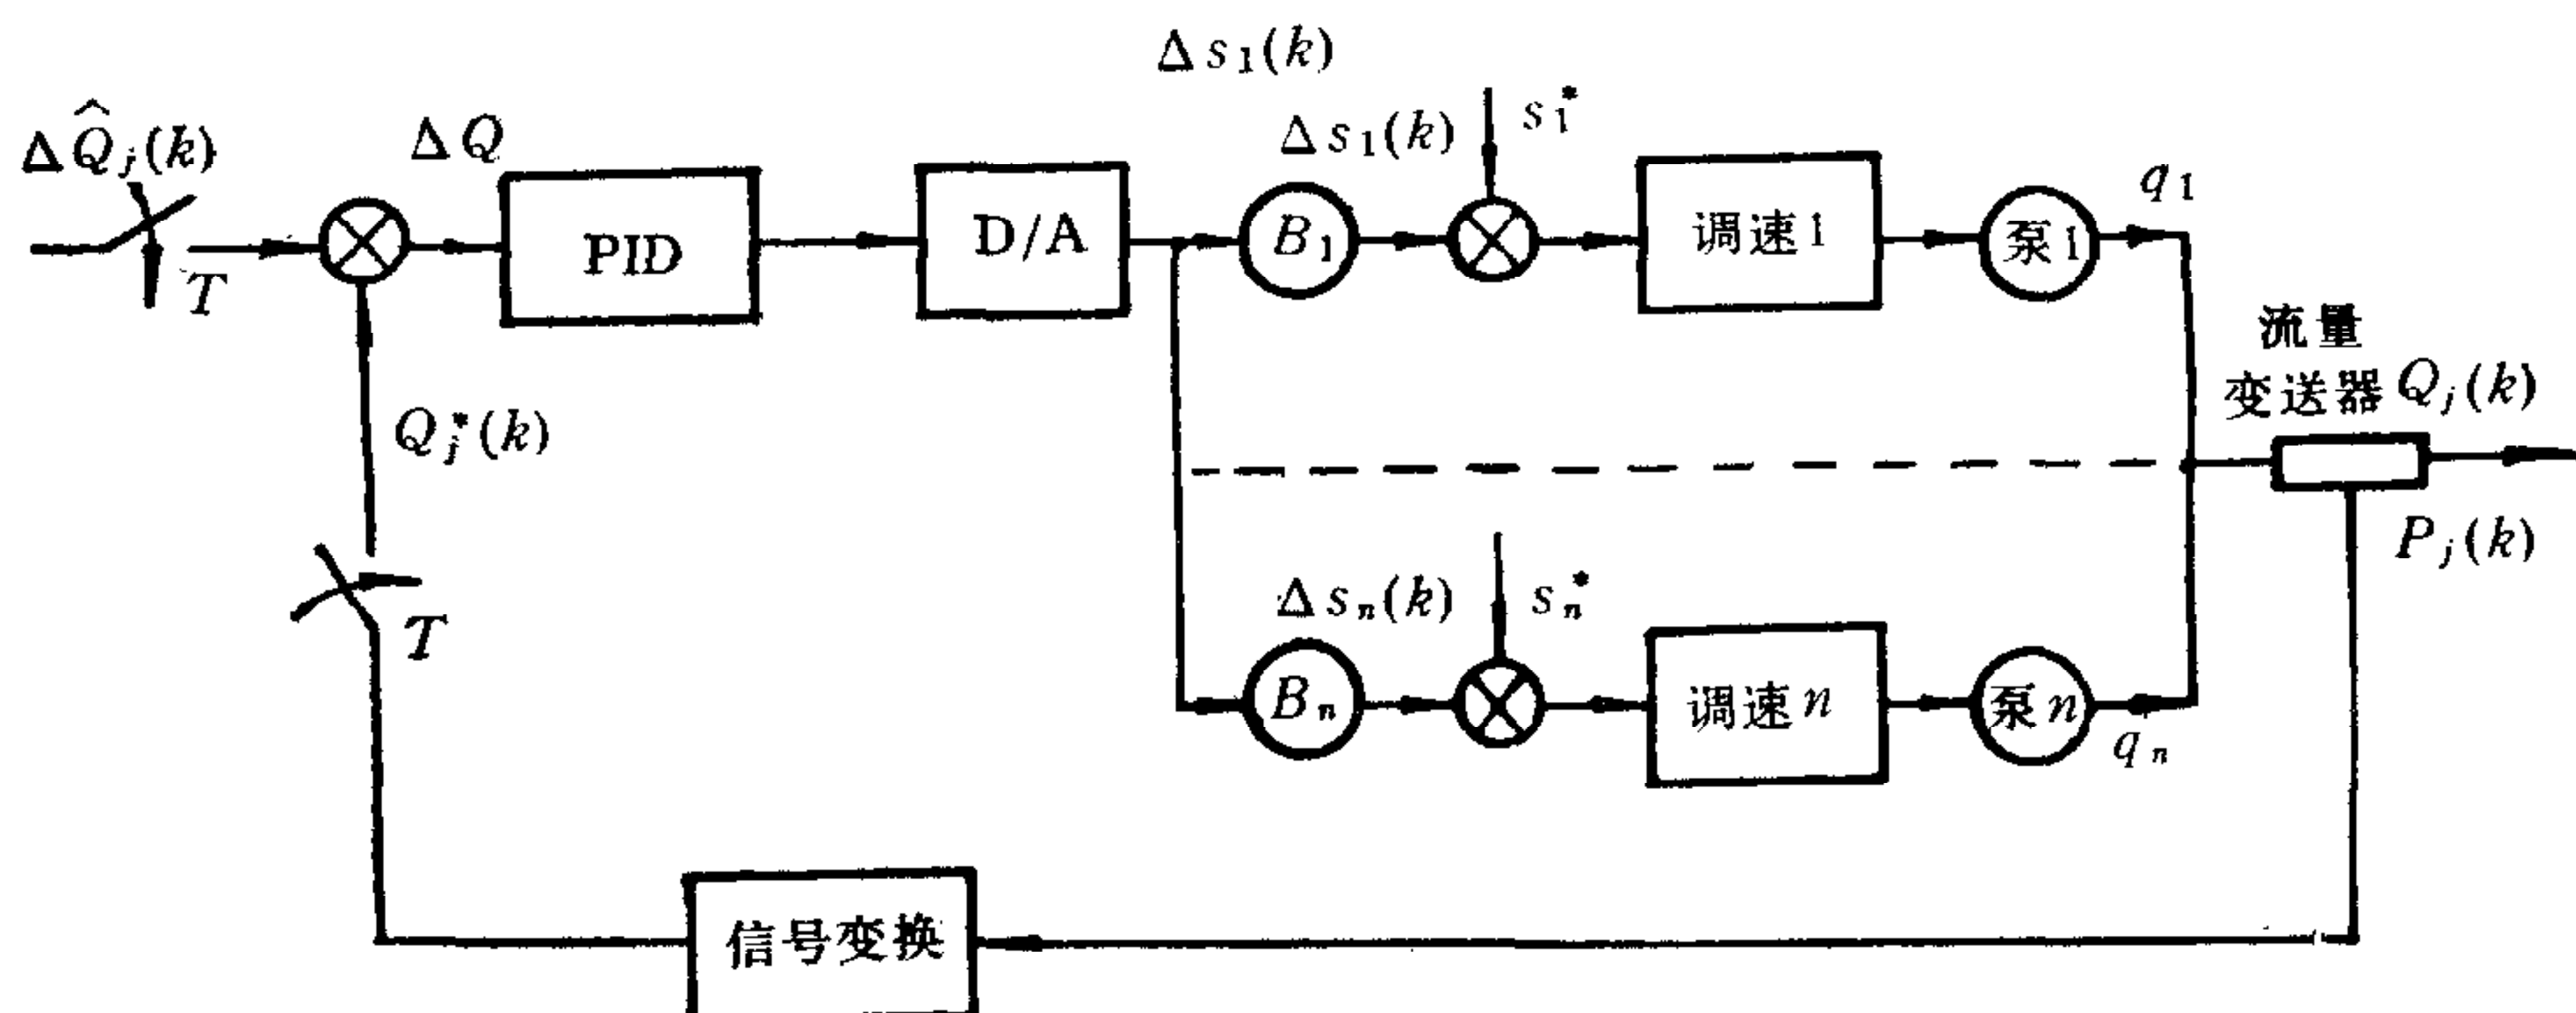 Δs₁(k)
ΔQ̂ⱼ(k)
ΔQ
Δs₁(k)
s₁*
T
PID
D/A
B₁
调速1
泵1
q₁
流量
变送器 Qⱼ(k)
Qⱼ*(k)
Pⱼ(k)
T
Δsₙ(k)
sₙ*
Bₙ
调速n
泵n
qₙ
信号变换